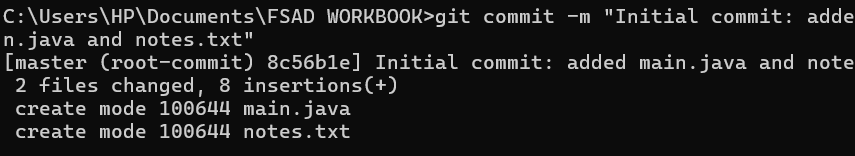 C:\Users\HP\Documents\FSAD WORKBOOK>git commit -m "Initial commit: adde
n.java and notes.txt"
[master (root-commit) 8c56b1e] Initial commit: added main.java and note
 2 files changed, 8 insertions(+)
 create mode 100644 main.java
 create mode 100644 notes.txt